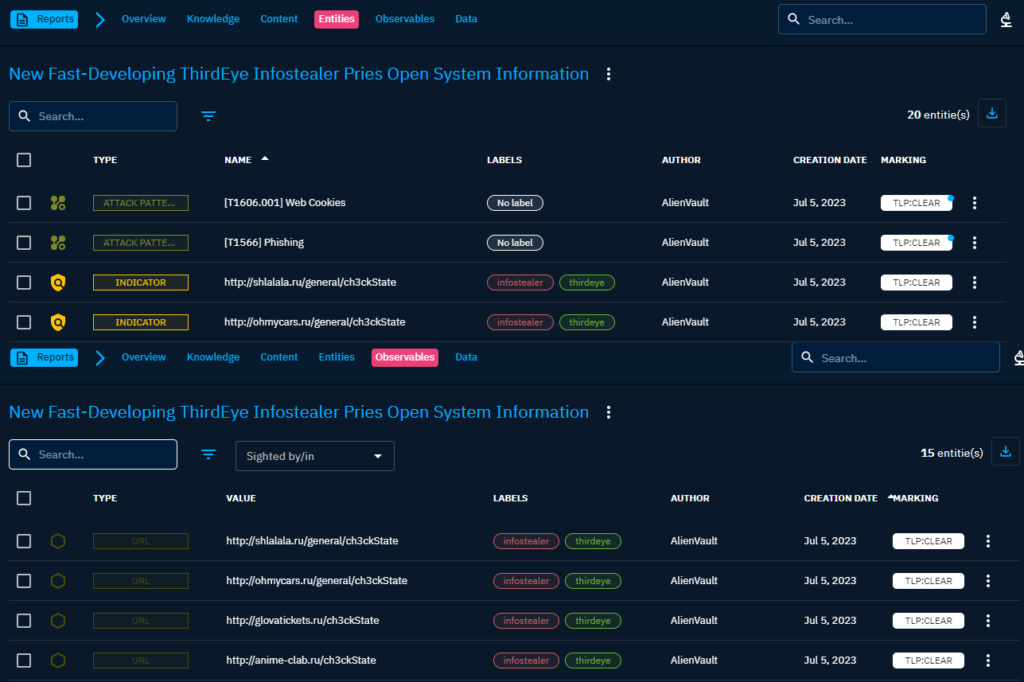 Reports Overview Knowledge Content Entities Observables Data Search...
New Fast-Developing ThirdEye Infostealer Pries Open System Information
Search... 20 entitie(s)
TYPE NAME LABELS AUTHOR CREATION DATE MARKING
ATTACK PATTE... [T1606.001] Web Cookies No label AlienVault Jul 5, 2023 TLP:CLEAR
ATTACK PATTE... [T1566] Phishing No label AlienVault Jul 5, 2023 TLP:CLEAR
INDICATOR http://shlalala.ru/general/ch3ckState infostealer thirdeye AlienVault Jul 5, 2023 TLP:CLEAR
INDICATOR http://ohmycars.ru/general/ch3ckState infostealer thirdeye AlienVault Jul 5, 2023 TLP:CLEAR
Reports Overview Knowledge Content Entities Observables Data Search...
New Fast-Developing ThirdEye Infostealer Pries Open System Information
Search... Sighted by/in 15 entitie(s)
TYPE VALUE LABELS AUTHOR CREATION DATE MARKING
URL http://shlalala.ru/general/ch3ckState infostealer thirdeye AlienVault Jul 5, 2023 TLP:CLEAR
URL http://ohmycars.ru/general/ch3ckState infostealer thirdeye AlienVault Jul 5, 2023 TLP:CLEAR
URL http://glovatickets.ru/ch3ckState infostealer thirdeye AlienVault Jul 5, 2023 TLP:CLEAR
URL http://anime-clab.ru/ch3ckState infostealer thirdeye AlienVault Jul 5, 2023 TLP:CLEAR